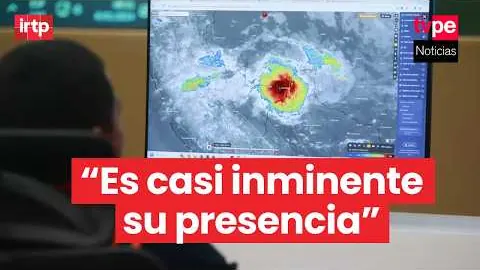 irtp
tvpe
Noticias
“Es casi inminente
su presencia”